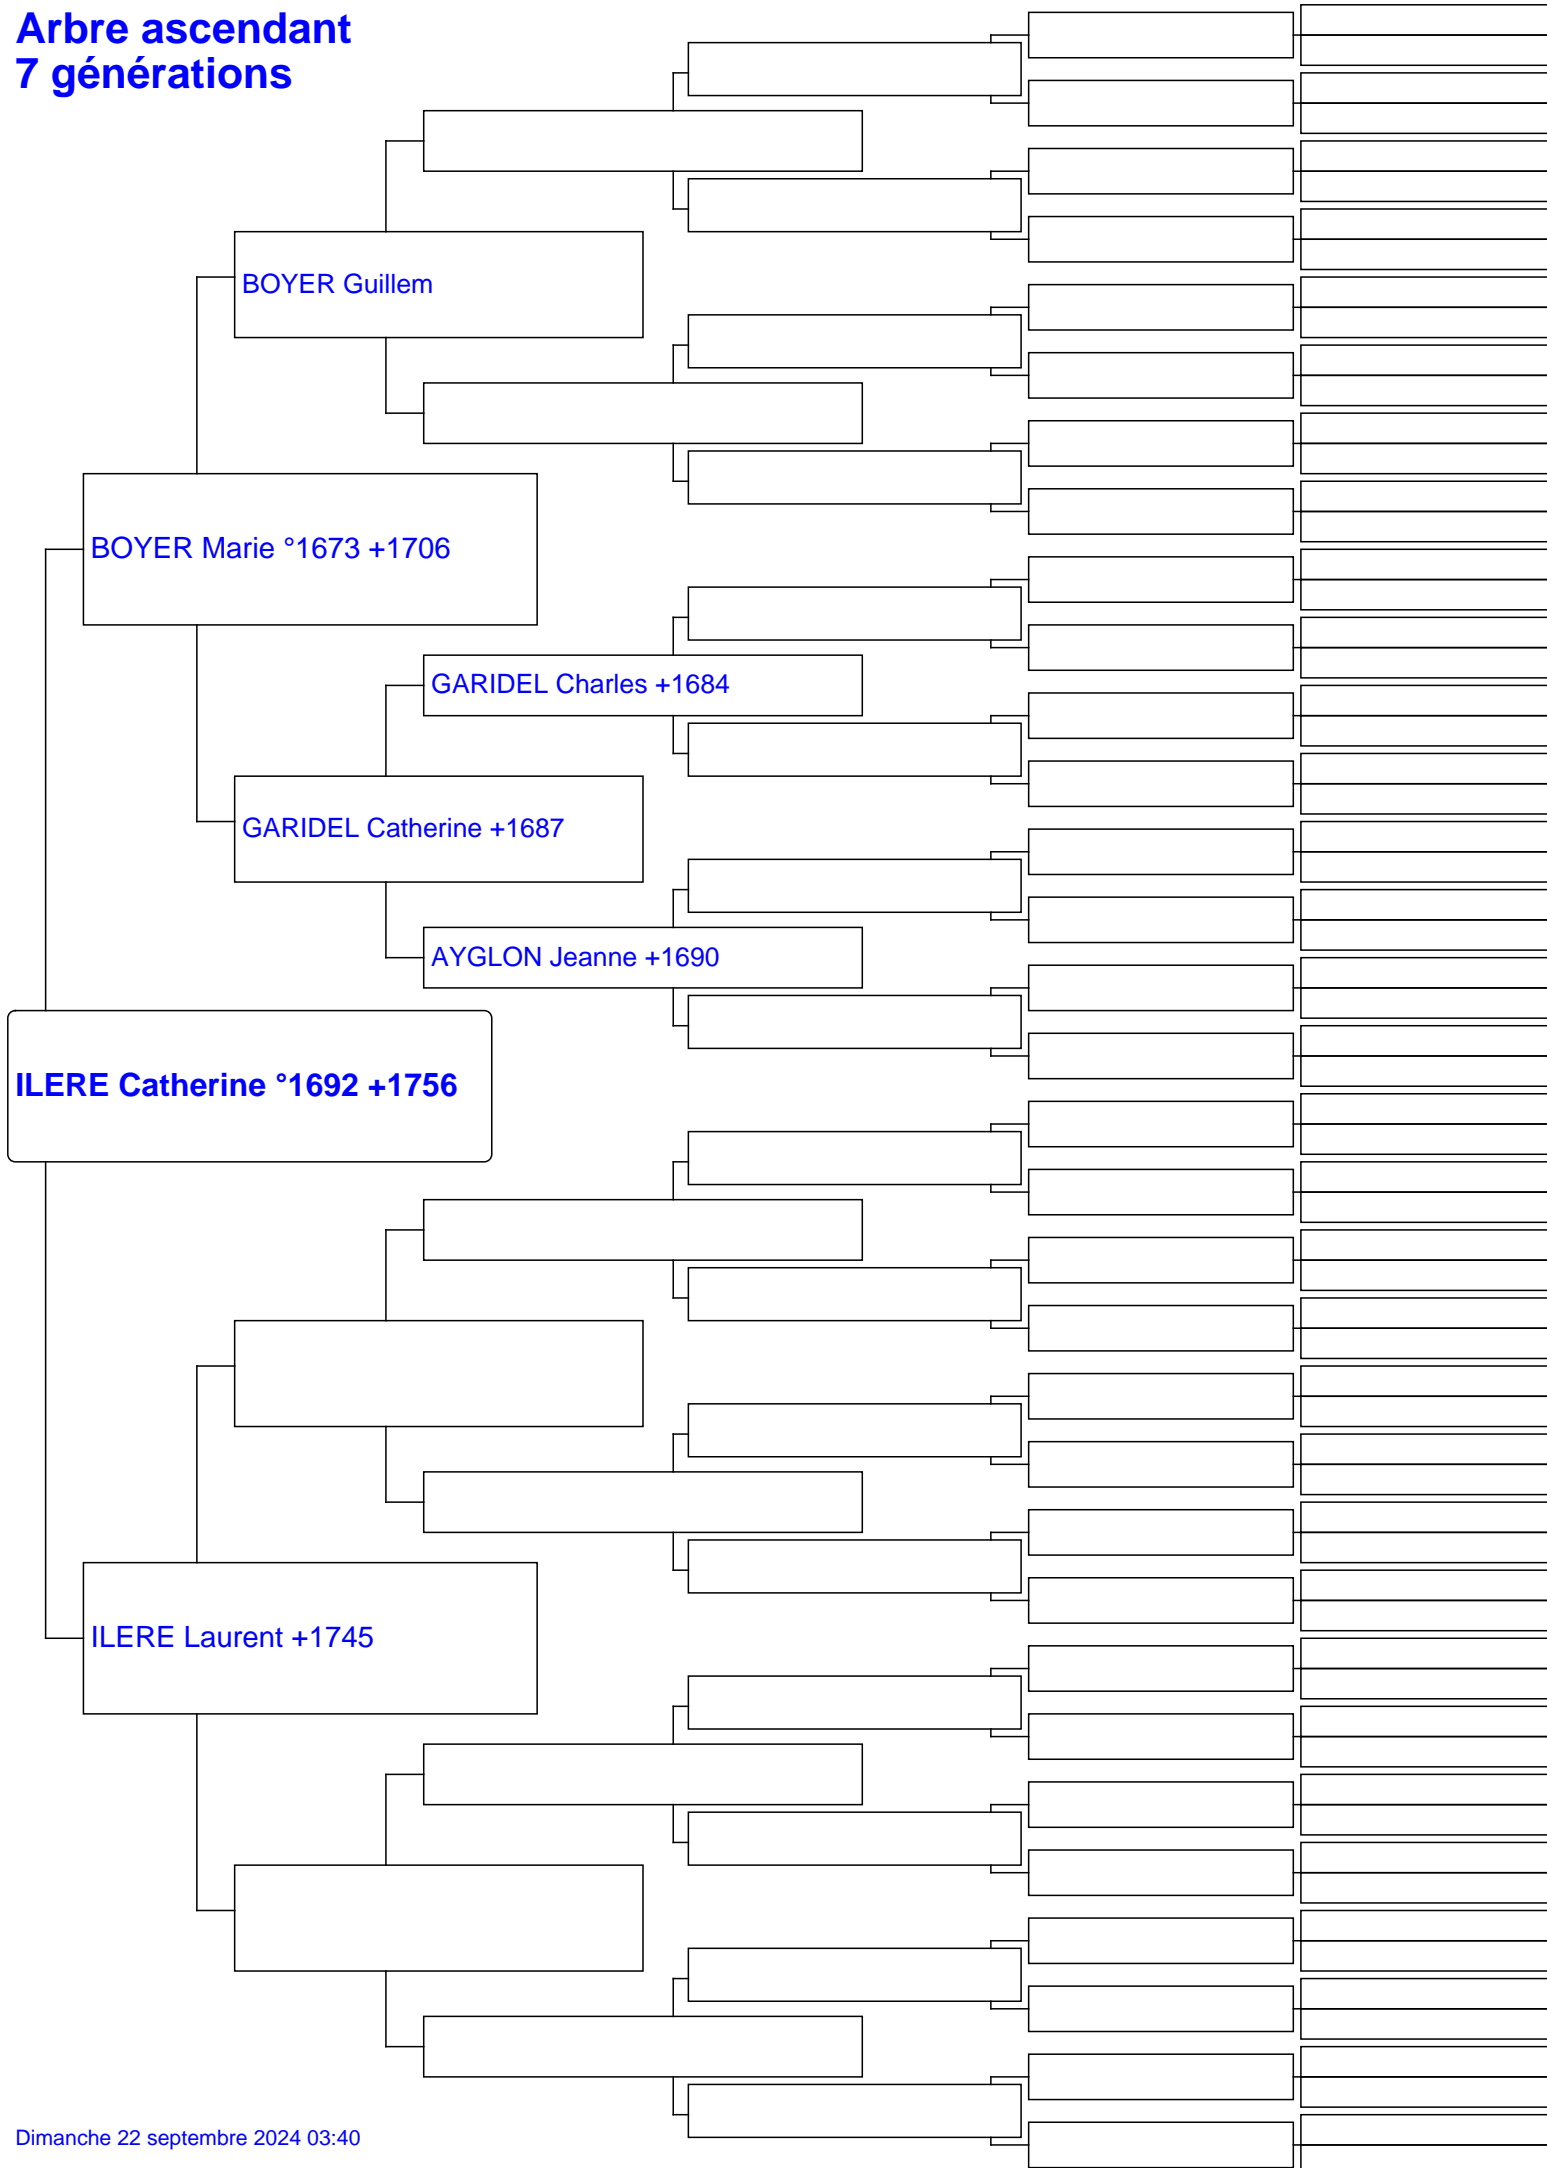 Arbre ascendant
7 générations
BOYER Guillem
BOYER Marie °1673 +1706
GARIDEL Charles +1684
GARIDEL Catherine +1687
AYGLON Jeanne +1690
ILERE Catherine °1692 +1756
ILERE Laurent +1745
Dimanche 22 septembre 2024 03:40